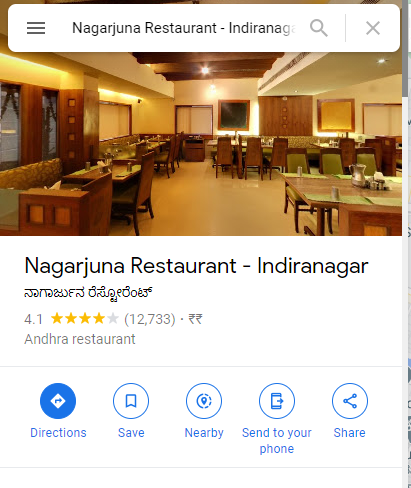 Nagarjuna Restaurant - Indiranaga
Nagarjuna Restaurant - Indiranagar
ನಾಗಾರ್ಜುನ ರೆಸ್ಟೋರೆಂಟ್
4.1 (12,733) · ₹₹
Andhra restaurant
Directions
Save
Nearby
Send to your
phone
Share